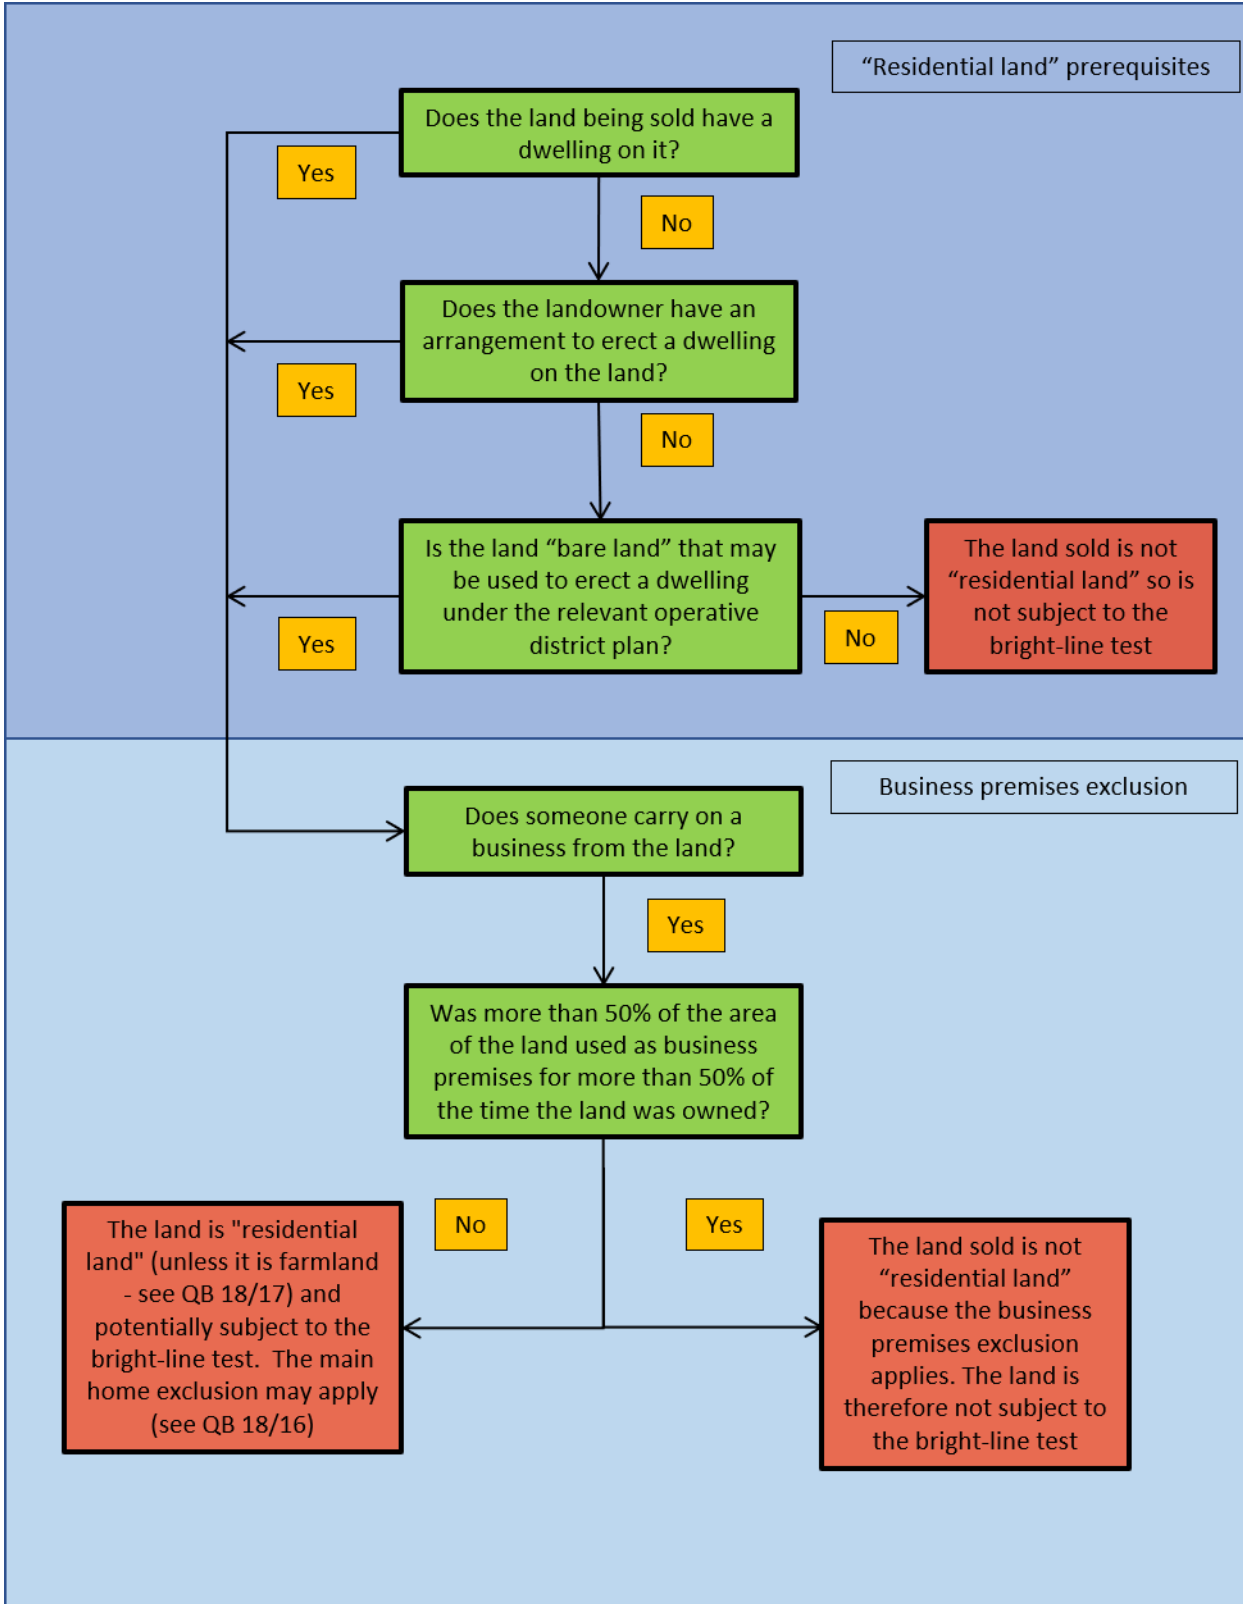 “Residential land” prerequisites
Does the land being sold have a
dwelling on it?
Yes
No
Does the landowner have an
arrangement to erect a dwelling
on the land?
Yes
No
Is the land “bare land” that may
be used to erect a dwelling
under the relevant operative
district plan?
Yes
No
The land sold is not
“residential land” so is
not subject to the
bright-line test
Business premises exclusion
Does someone carry on a
business from the land?
Yes
Was more than 50% of the area
of the land used as business
premises for more than 50% of
the time the land was owned?
No
Yes
The land is "residential
land" (unless it is farmland
- see QB 18/17) and
potentially subject to the
bright-line test.  The main
home exclusion may apply
(see QB 18/16)
The land sold is not
“residential land”
because the business
premises exclusion
applies. The land is
therefore not subject to
the bright-line test